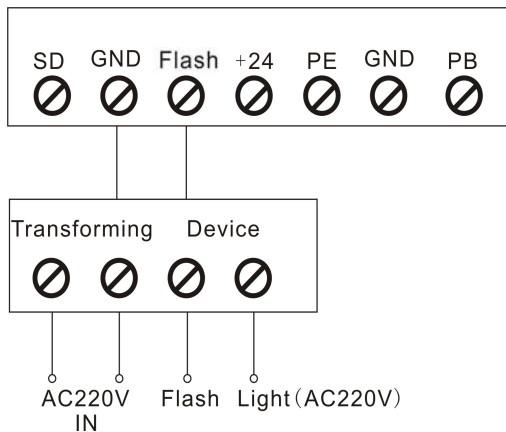 SD GND Flash +24 PE GND PB
Transforming Device
AC220V Flash Light(AC220V)
IN